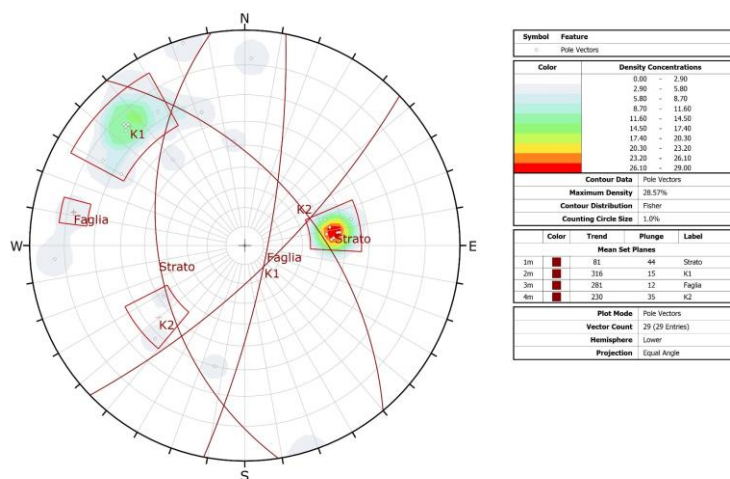 N
K1
K2
Faglia
Strato
W
E
Strato
Faglia
K1
K2
S
Symbol Feature
Pole Vectors
Color Density Concentrations
0.00 - 2.90
2.90 - 5.80
5.80 - 8.70
8.70 - 11.60
11.60 - 14.50
14.50 - 17.40
17.40 - 20.30
20.30 - 23.20
23.20 - 26.10
26.10 - 29.00
Contour Data Pole Vectors
Maximum Density 28.57%
Contour Distribution Fisher
Counting Circle Size 1.0%
Color Trend Plunge Label
Mean Set Planes
1m 81 44 Strato
2m 316 15 K1
3m 281 12 Faglia
4m 230 35 K2
Plot Mode Pole Vectors
Vector Count 29 (29 Entries)
Hemisphere Lower
Projection Equal Angle